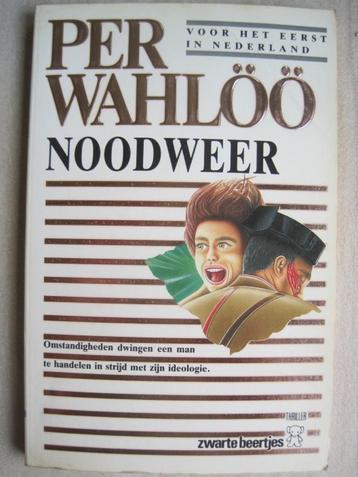 PER
WAHLÖÖ
VOOR HET EERST
IN NEDERLAND
NOODWEER
Omstandigheden dwingen een man
te handelen in strijd met zijn ideologie.
THRILLER
zwarte beertjes